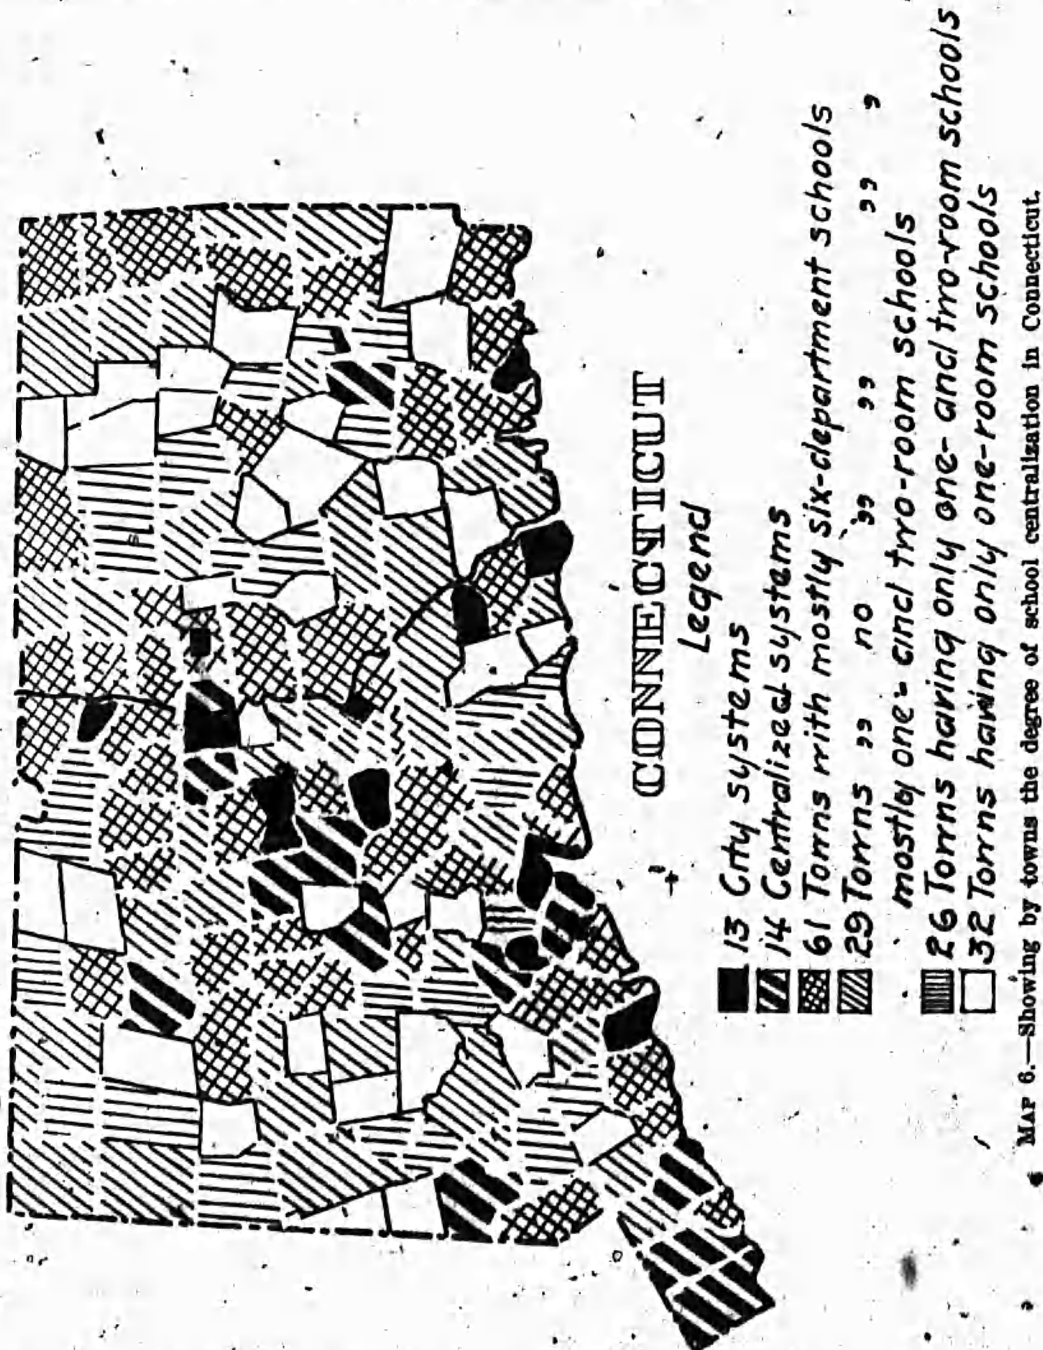 CONNECTICUT
Legend
13 City systems
14 Centralized systems
61 Towns with mostly six-department schools
29 Towns ,, no ,, ,, ,, ,,
mostly one- and two-room schools
26 Towns having only one- and two-room schools
32 Towns having only one-room schools
MAP 6.—Showing by towns the degree of school centralization in Connecticut.